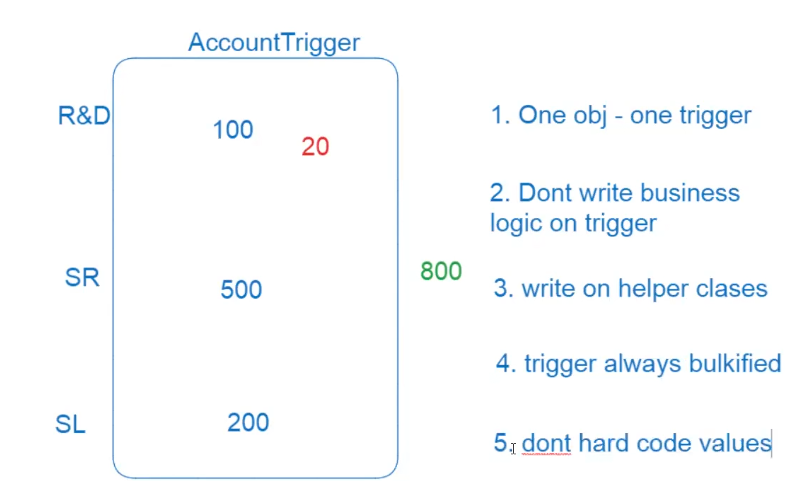 AccountTrigger
R&D
100
20
SR
500
800
SL
200
1. One obj - one trigger
2. Dont write business
logic on trigger
3. write on helper clases
4. trigger always bulkified
5. dont hard code values